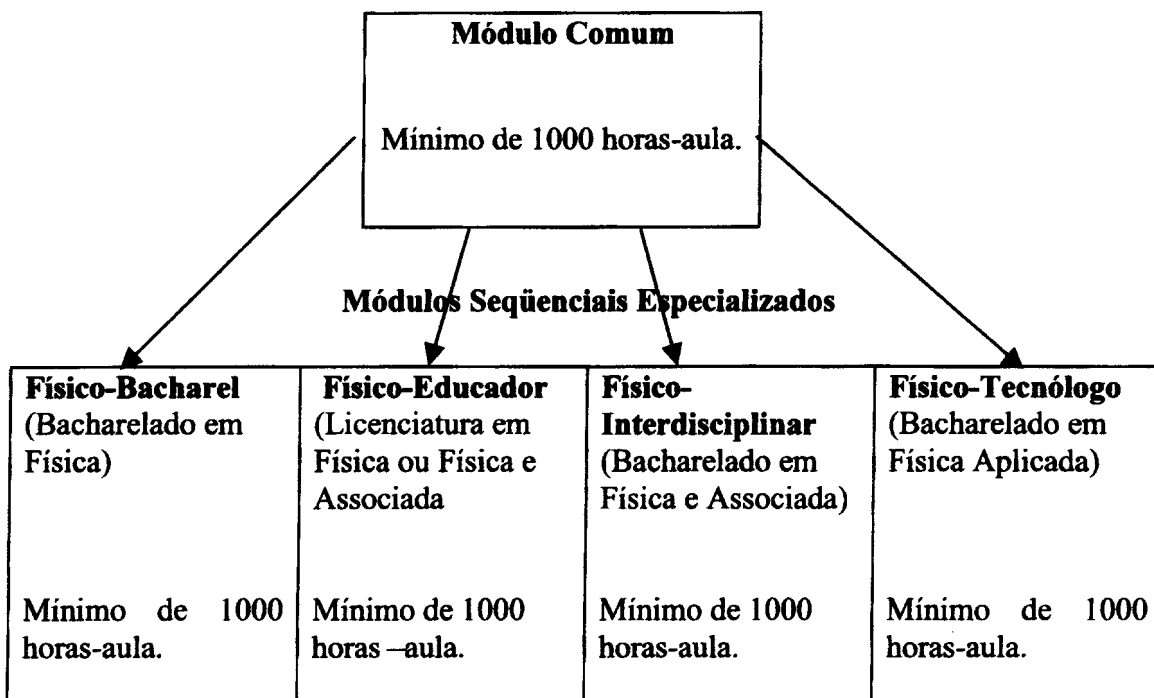 Módulo Comum
Mínimo de 1000 horas-aula.
Módulos Seqüenciais Especializados
Físico-Bacharel
(Bacharelado em
Física)
Mínimo de 1000
horas-aula.
Físico-Educador
(Licenciatura em
Física ou Física e
Associada
Mínimo de 1000
horas –aula.
Físico-
Interdisciplinar
(Bacharelado em
Física e Associada)
Mínimo de 1000
horas-aula.
Físico-Tecnólogo
(Bacharelado em
Física Aplicada)
Mínimo de 1000
horas-aula.